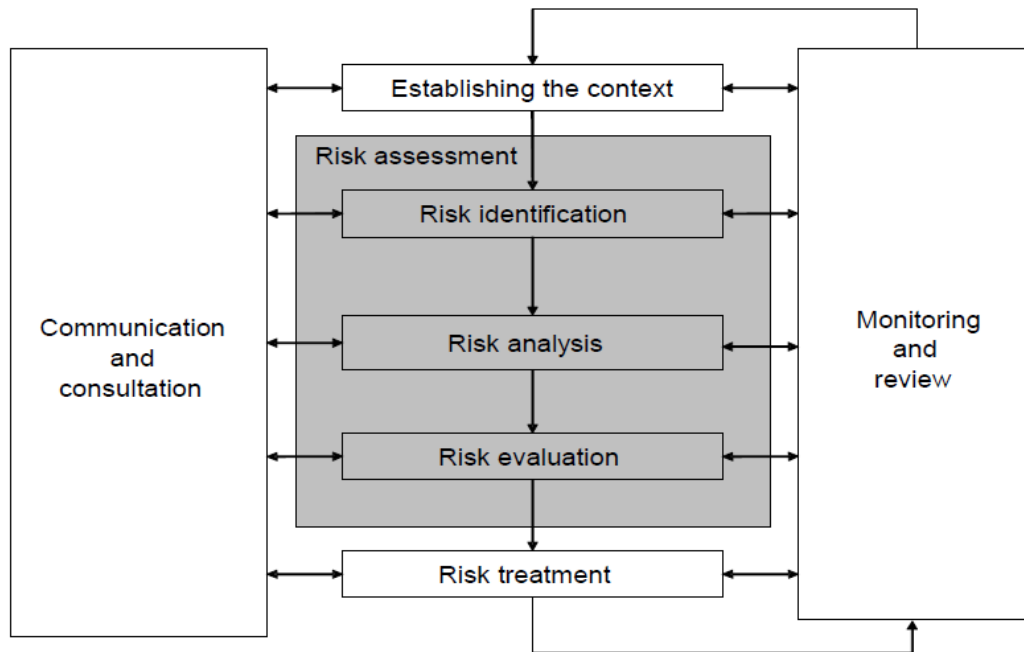 Establishing the context
Risk assessment
Risk identification
Communication
and
consultation
Risk analysis
Monitoring
and
review
Risk evaluation
Risk treatment